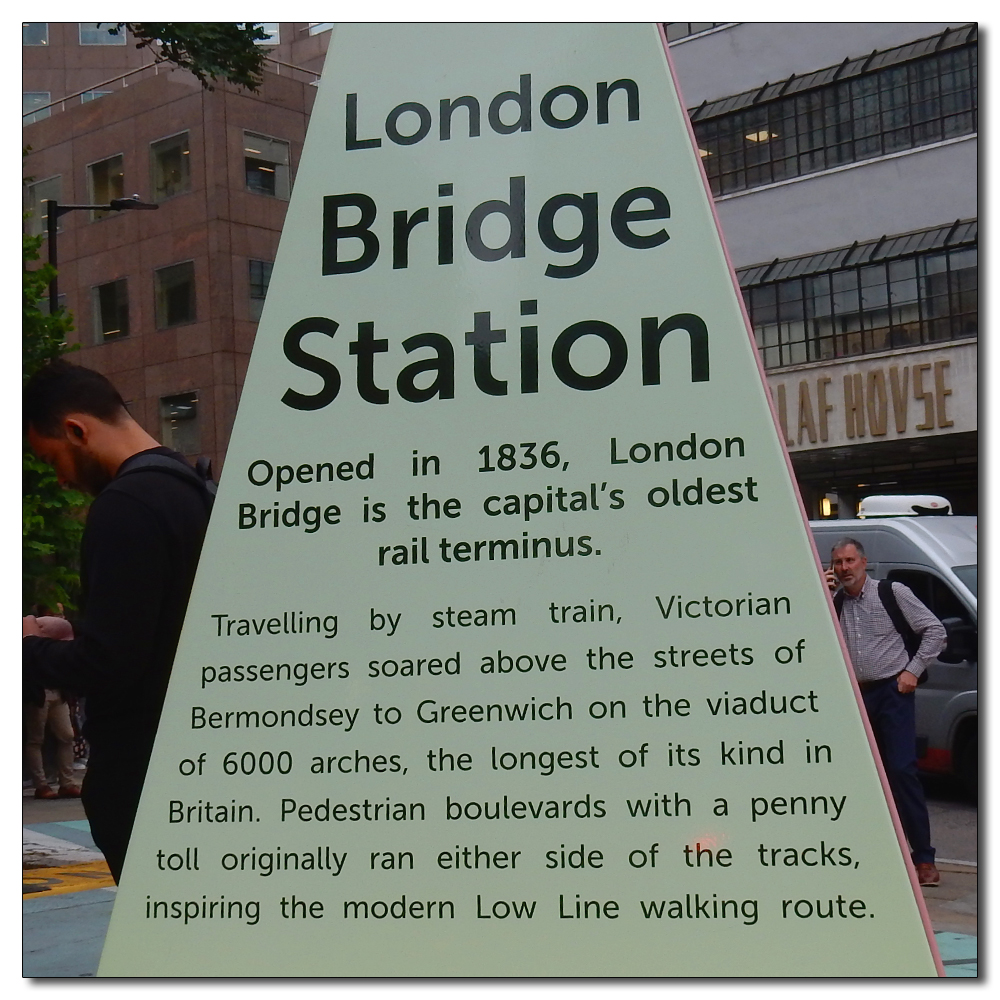 London
Bridge
Station
Opened in 1836, London
Bridge is the capital's oldest
rail terminus.
Travelling by steam train, Victorian
passengers soared above the streets of
Bermondsey to Greenwich on the viaduct
of 6000 arches, the longest of its kind in
Britain. Pedestrian boulevards with a penny
toll originally ran either side of the tracks,
inspiring the modern Low Line walking route.
LAF HOVSE